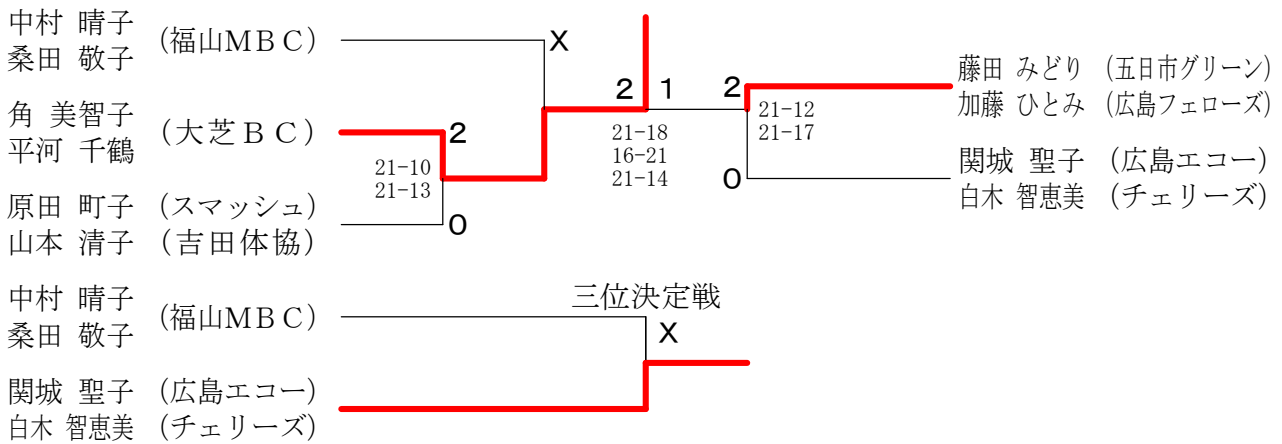 中村 晴子
桑田 敬子
(福山MBC)
X
角 美智子
平河 千鶴
(大芝BC)
2
21-10
21-13
原田 町子 (スマッシュ)
山本 清子 (吉田体協)
0
2 1
21-18
16-21
21-14
2
21-12
21-17
0
藤田 みどり (五日市グリーン)
加藤 ひとみ (広島フェローズ)
関城 聖子 (広島エコー)
白木 智恵美 (チェリーズ)
中村 晴子
桑田 敬子
(福山MBC)
三位決定戦
X
関城 聖子 (広島エコー)
白木 智恵美 (チェリーズ)